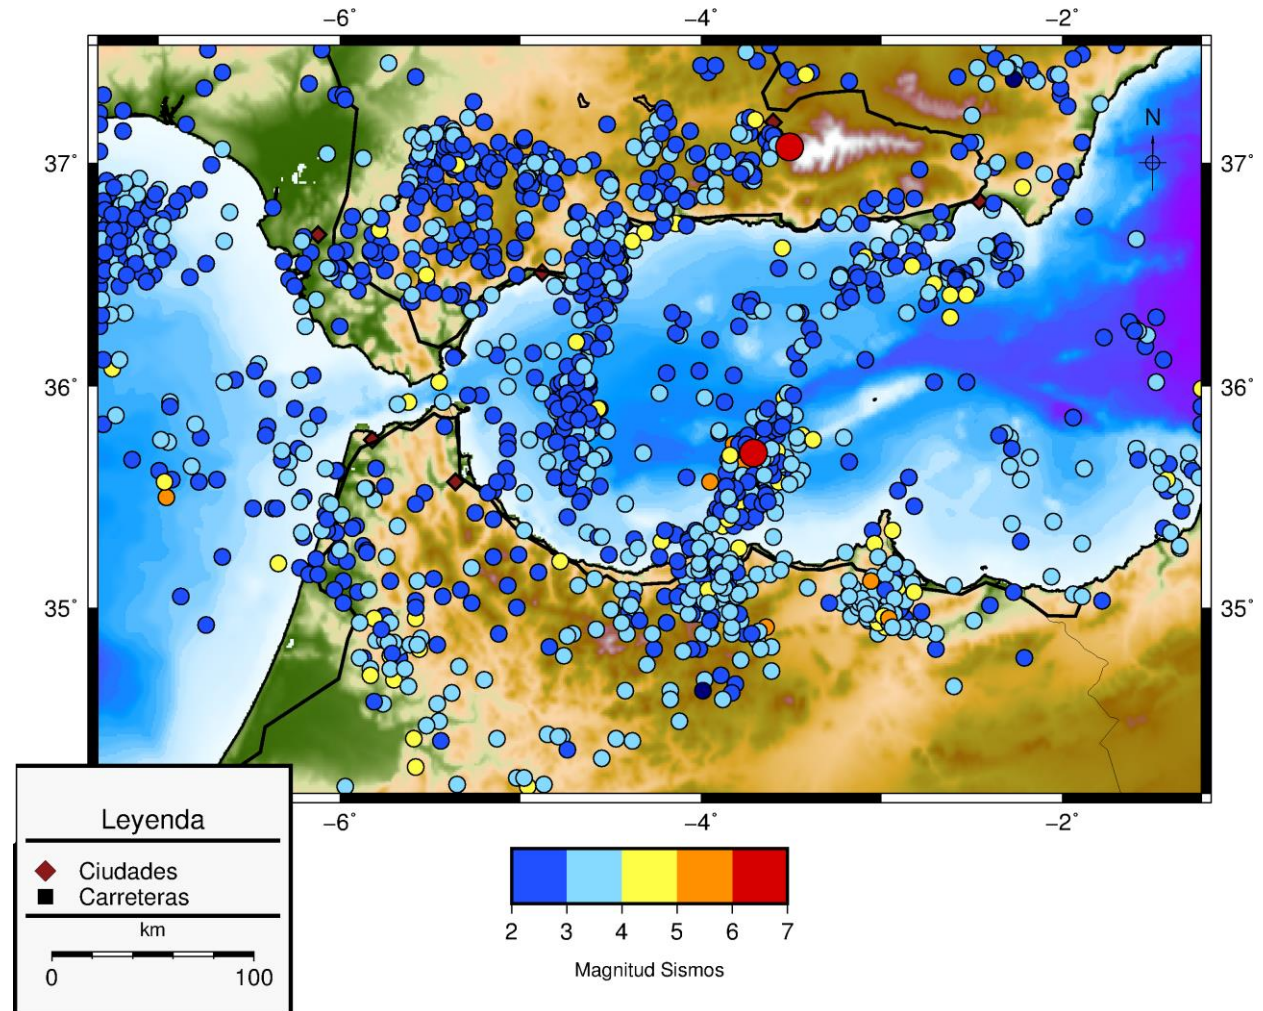 −6˚ −4˚ −2˚
N
37˚ 37˚
36˚ 36˚
35˚ 35˚
−6˚ −4˚ −2˚
Leyenda
Ciudades
Carreteras
km
0 100
2 3 4 5 6 7
Magnitud Sismos